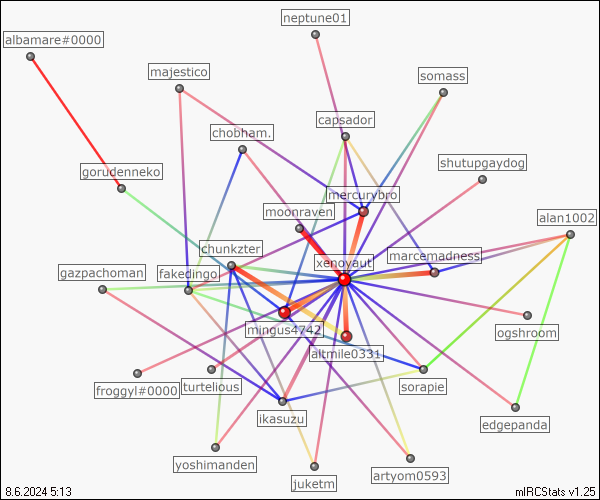 neptune01
albamare#0000
majestico
somass
capsador
chobham.
shutupgaydog
gorudenneko
mercurybro
moonraven
alan1002
chunkzter
xenoyaut
marcemadness
gazpachoman
fakedingo
mingus4742
ogshroom
altmile0331
froggyl#0000
turtelious
sorapie
ikasuzu
edgepanda
yoshimanden
artyom0593
juketm
8.6.2024 5:13
mIRCStats v1.25